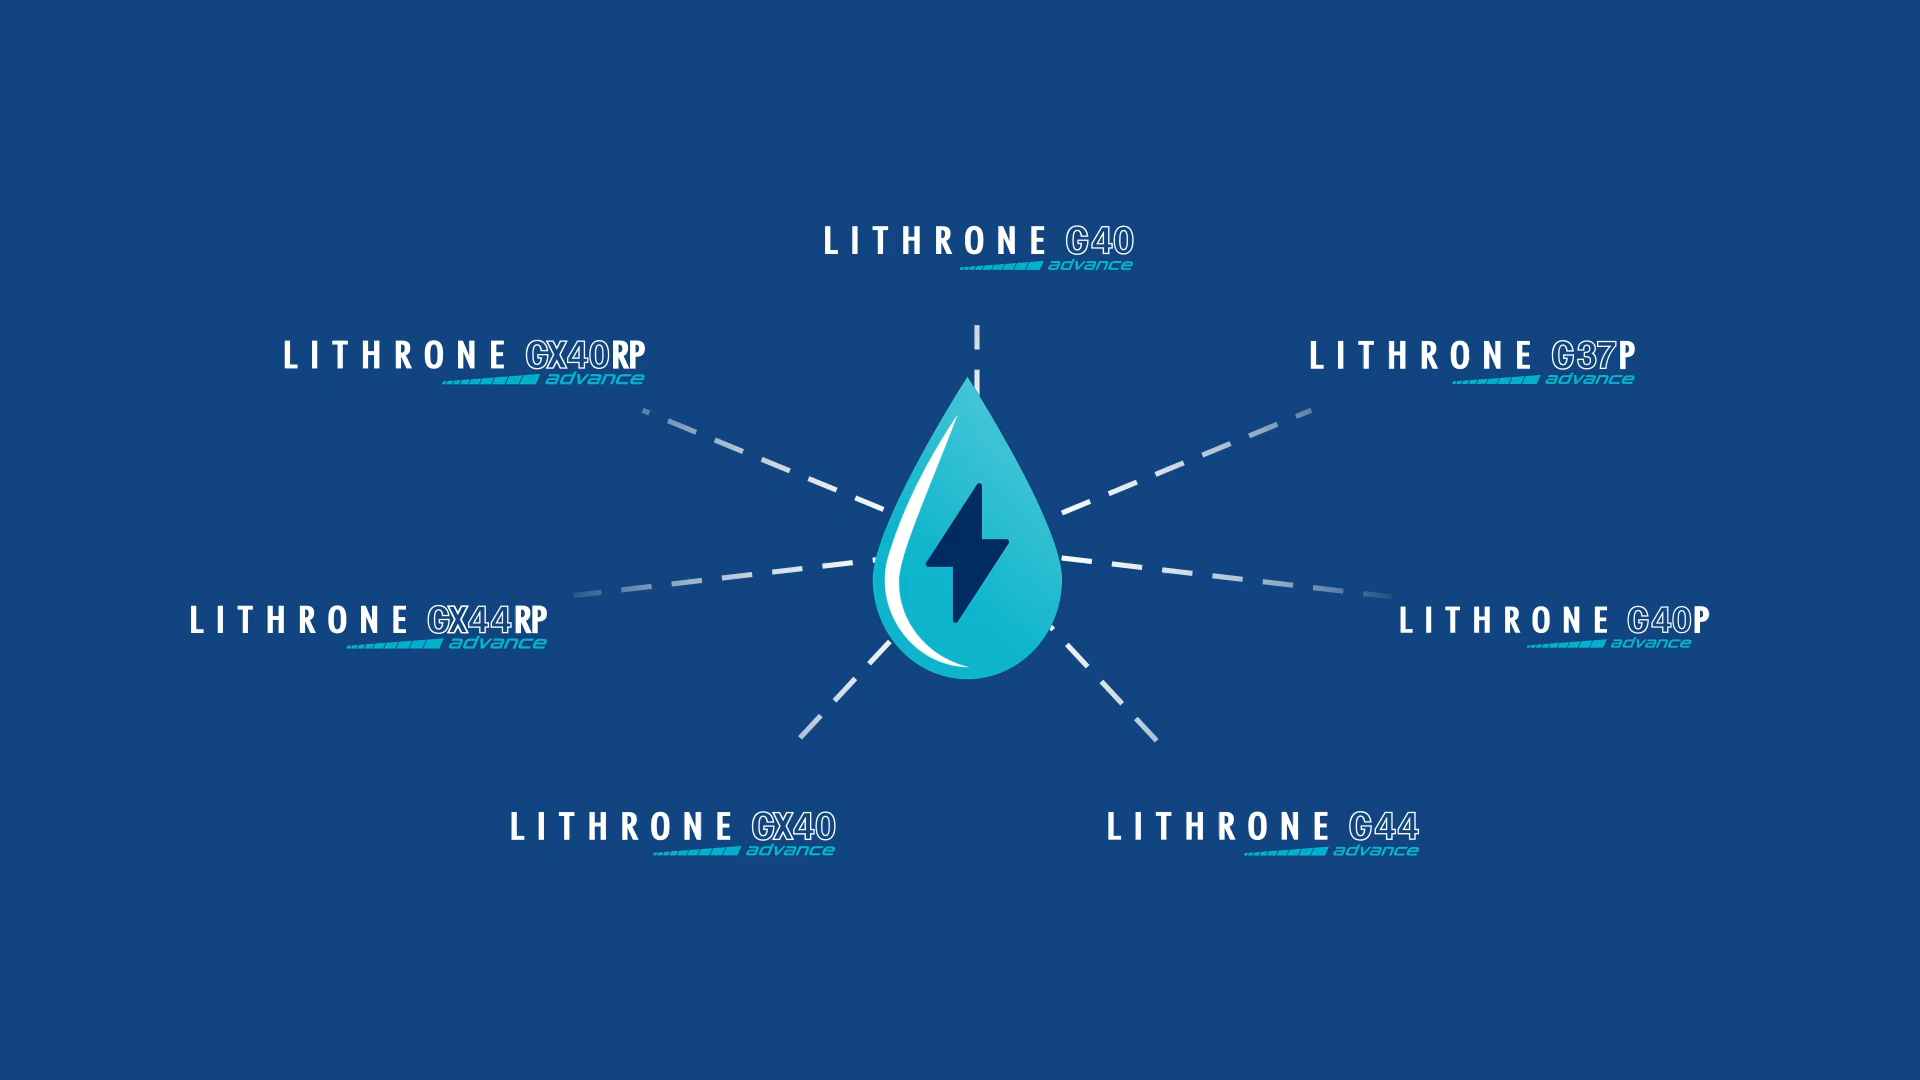 LITHRONE G40
advance
LITHRONE GX40RP
advance
LITHRONE G37P
advance
LITHRONE GX44RP
advance
LITHRONE G40P
advance
LITHRONE GX40
advance
LITHRONE G44
advance